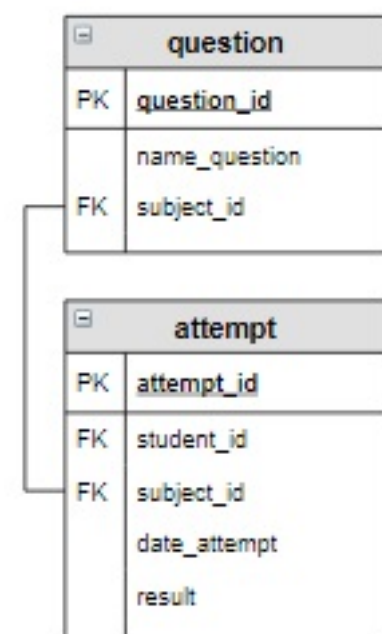 question
PK question_id
name_question
FK subject_id
attempt
PK attempt_id
FK student_id
FK subject_id
date_attempt
result